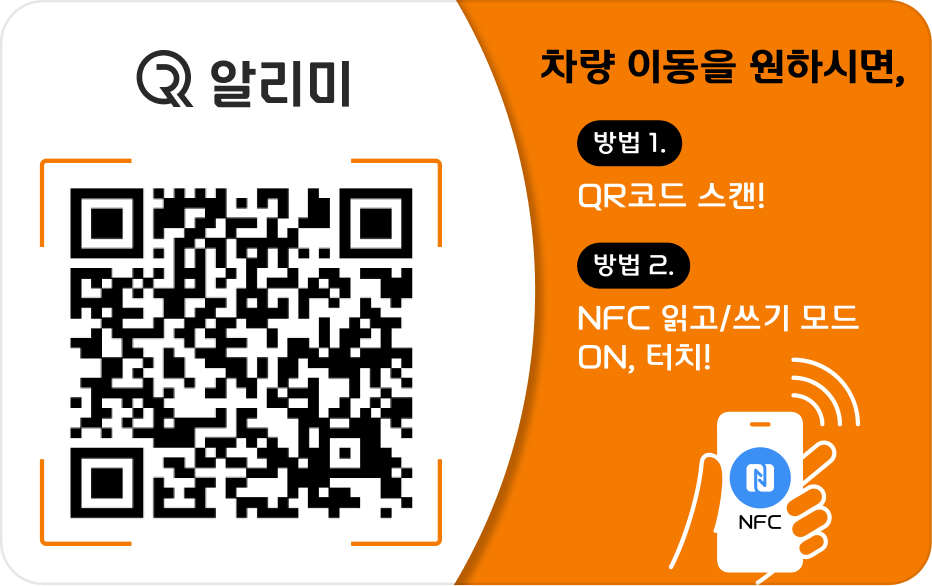 QR 알리미
차량 이동을 원하시면,
방법 1.
QR코드 스캔!
방법 2.
NFC 읽고/쓰기 모드
ON, 터치!
NFC